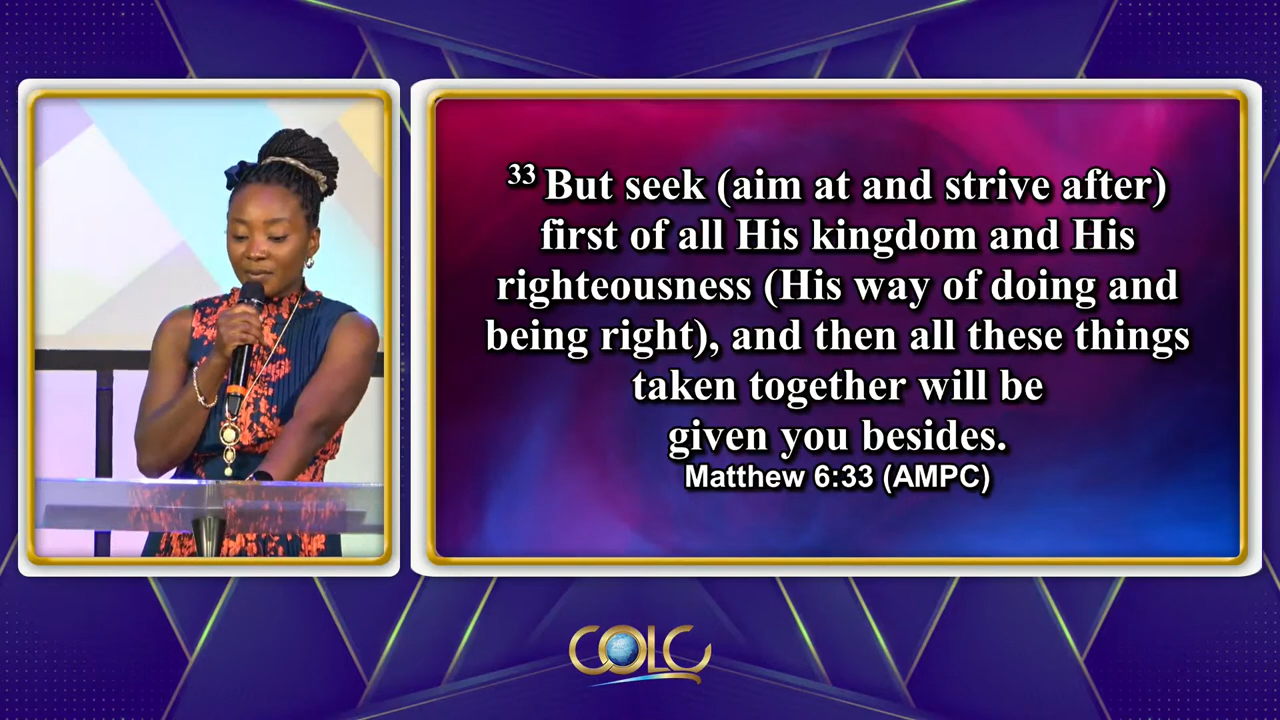 33 But seek (aim at and strive after)
first of all His kingdom and His
righteousness (His way of doing and
being right), and then all these things
taken together will be
given you besides.
Matthew 6:33 (AMPC)
COLC